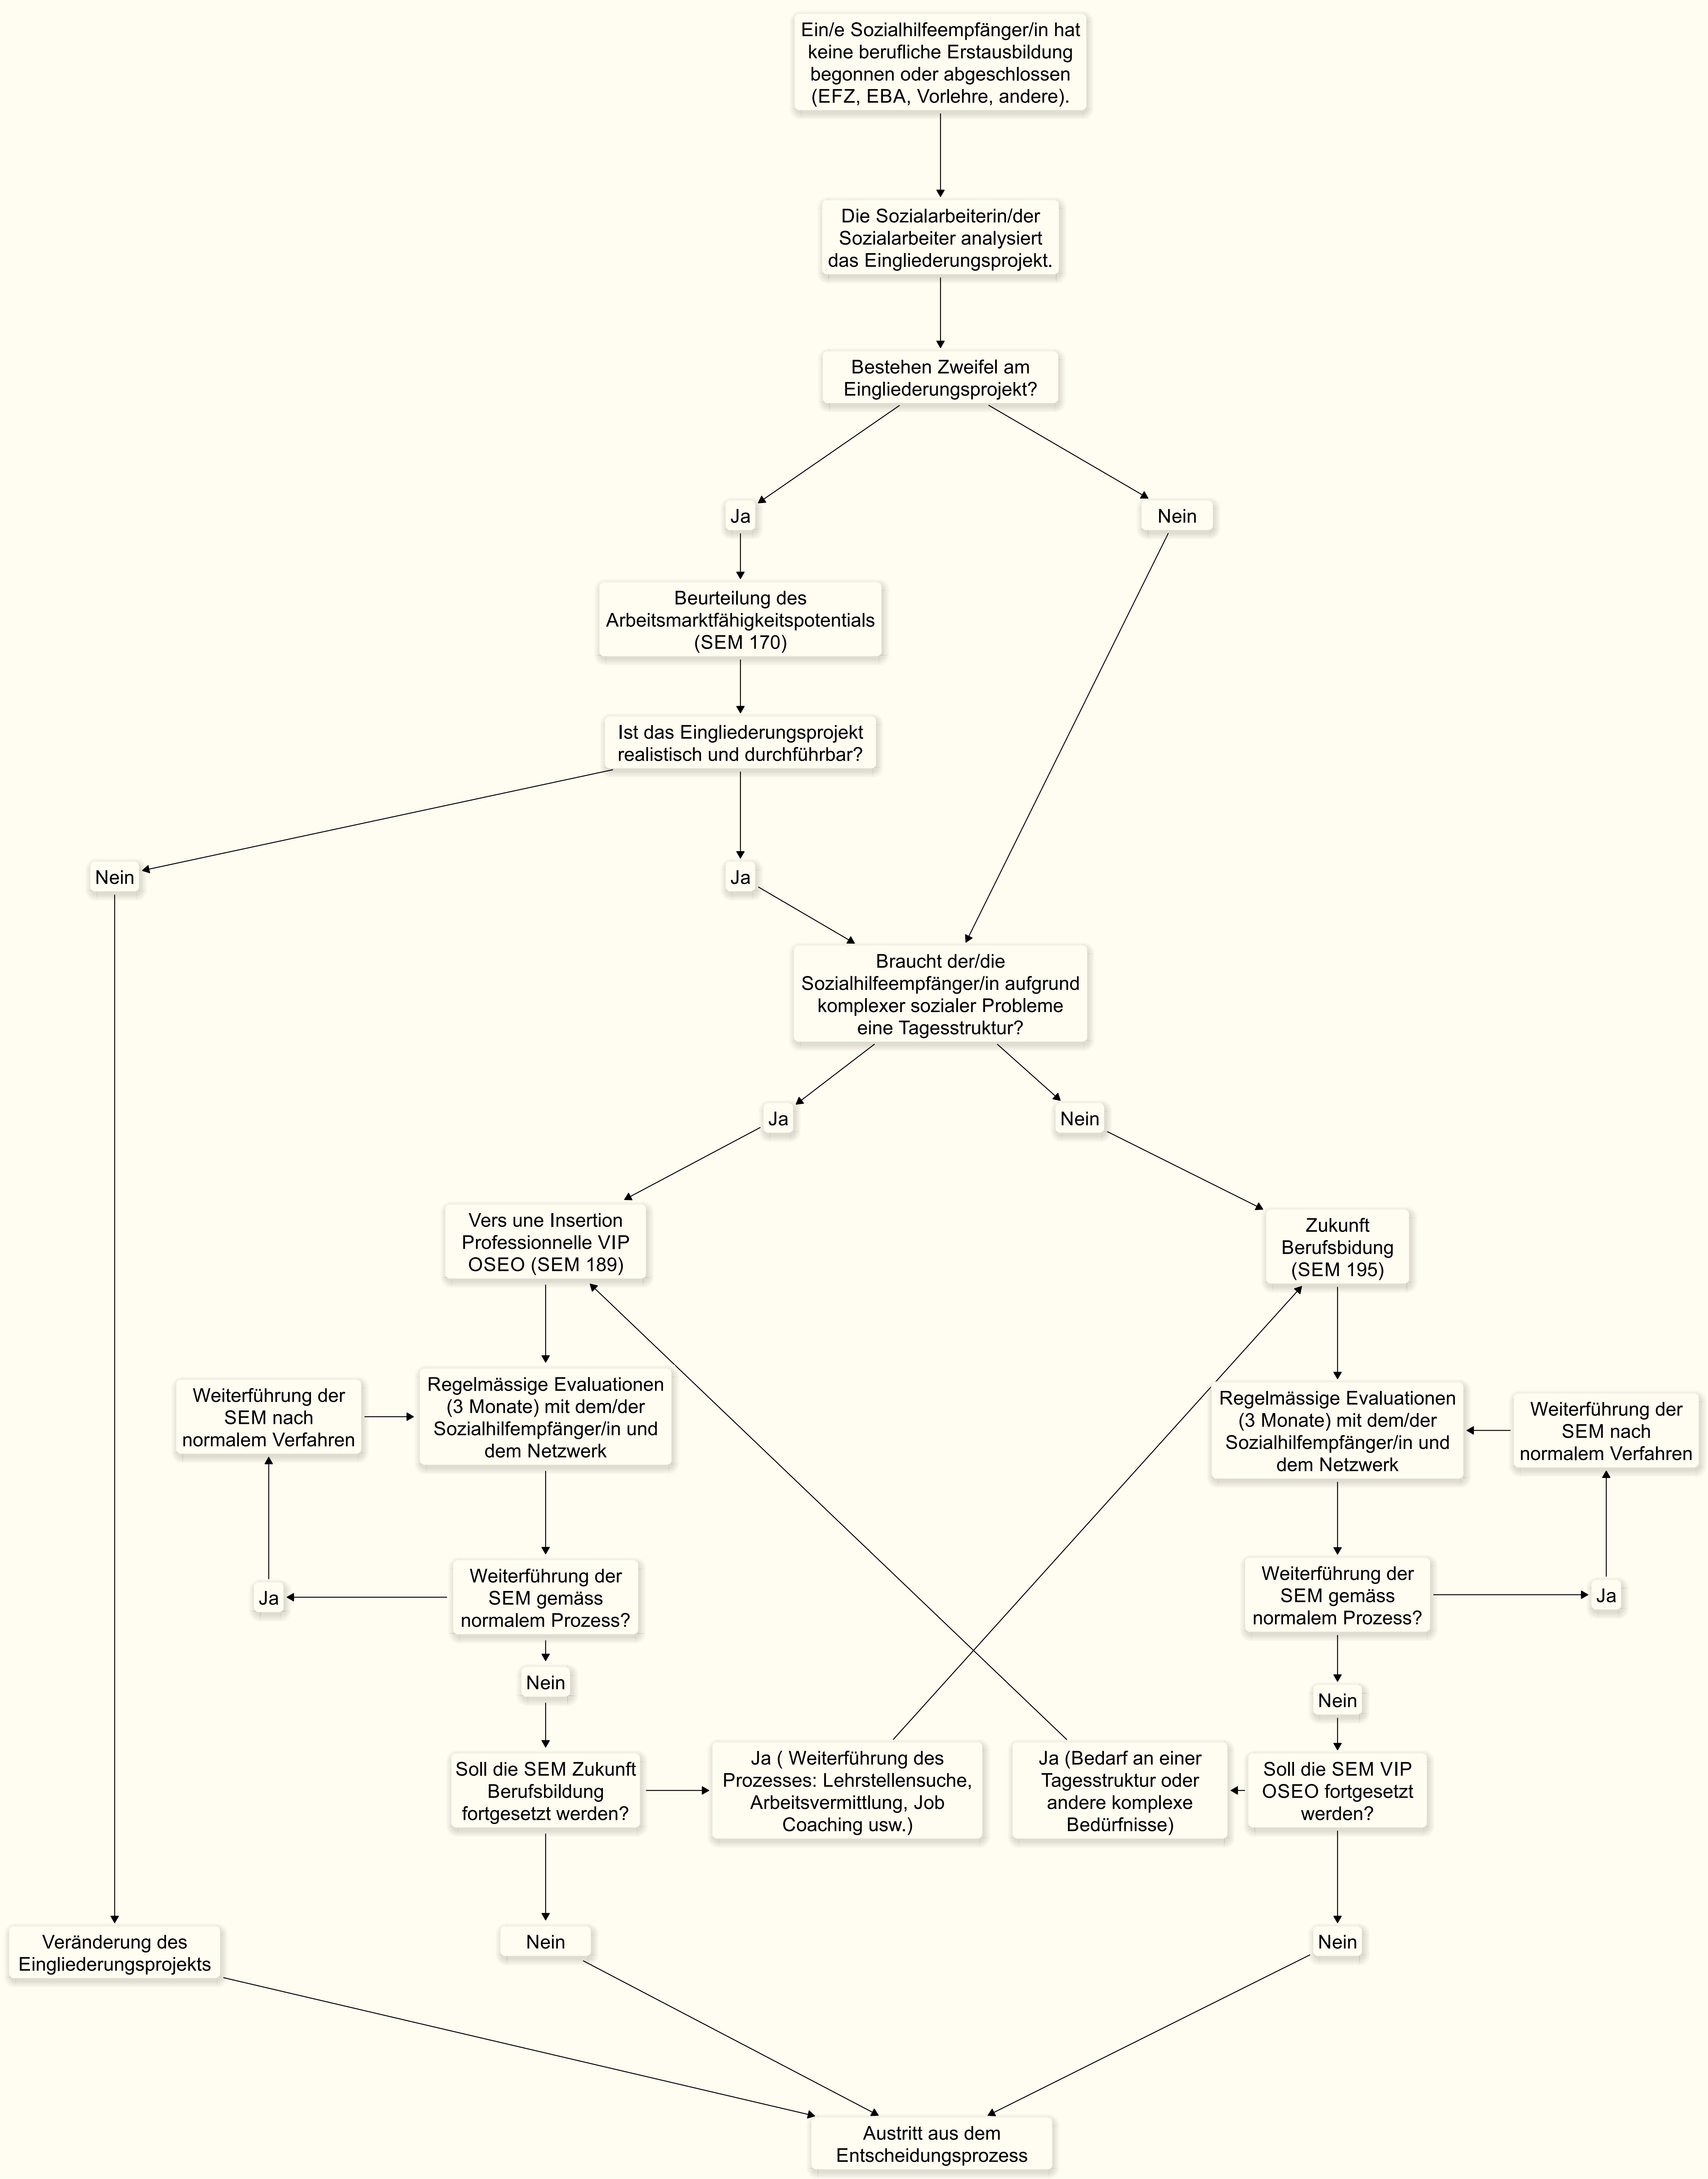 Ein/e Sozialhilfeempfänger/in hat
keine berufliche Erstausbildung
begonnen oder abgeschlossen
(EFZ, EBA, Vorlehre, andere).
Die Sozialarbeiterin/der
Sozialarbeiter analysiert
das Eingliederungsprojekt.
Bestehen Zweifel am
Eingliederungsprojekt?
Ja
Nein
Beurteilung des
Arbeitsmarktfähigkeitspotentials
(SEM 170)
Ist das Eingliederungsprojekt
realistisch und durchführbar?
Nein
Ja
Braucht der/die
Sozialhilfeempfänger/in aufgrund
komplexer sozialer Probleme
eine Tagesstruktur?
Ja
Nein
Vers une Insertion
Professionnelle VIP
OSEO (SEM 189)
Zukunft
Berufsbidung
(SEM 195)
Weiterführung der
SEM nach
normalem Verfahren
Regelmässige Evaluationen
(3 Monate) mit dem/der
Sozialhilfempfänger/in und
dem Netzwerk
Regelmässige Evaluationen
(3 Monate) mit dem/der
Sozialhilfempfänger/in und
dem Netzwerk
Weiterführung der
SEM nach
normalem Verfahren
Ja
Weiterführung der
SEM gemäss
normalem Prozess?
Weiterführung der
SEM gemäss
normalem Prozess?
Ja
Nein
Nein
Soll die SEM Zukunft
Berufsbildung
fortgesetzt werden?
Ja ( Weiterführung des
Prozesses: Lehrstellensuche,
Arbeitsvermittlung, Job
Coaching usw.)
Ja (Bedarf an einer
Tagesstruktur oder
andere komplexe
Bedürfnisse)
Soll die SEM VIP
OSEO fortgesetzt
werden?
Veränderung des
Eingliederungsprojekts
Nein
Nein
Austritt aus dem
Entscheidungsprozess